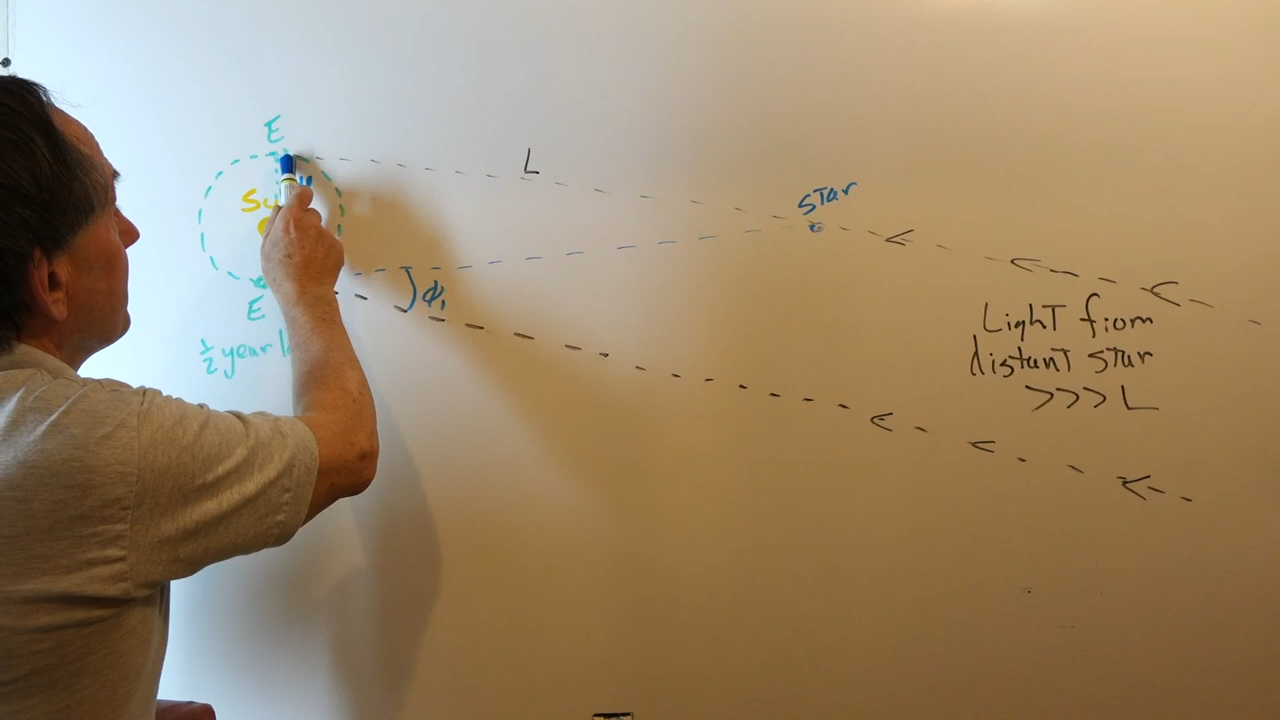 E
L
STar
E
ϕ₁
½ year
LighT from
distanT star
>>>L